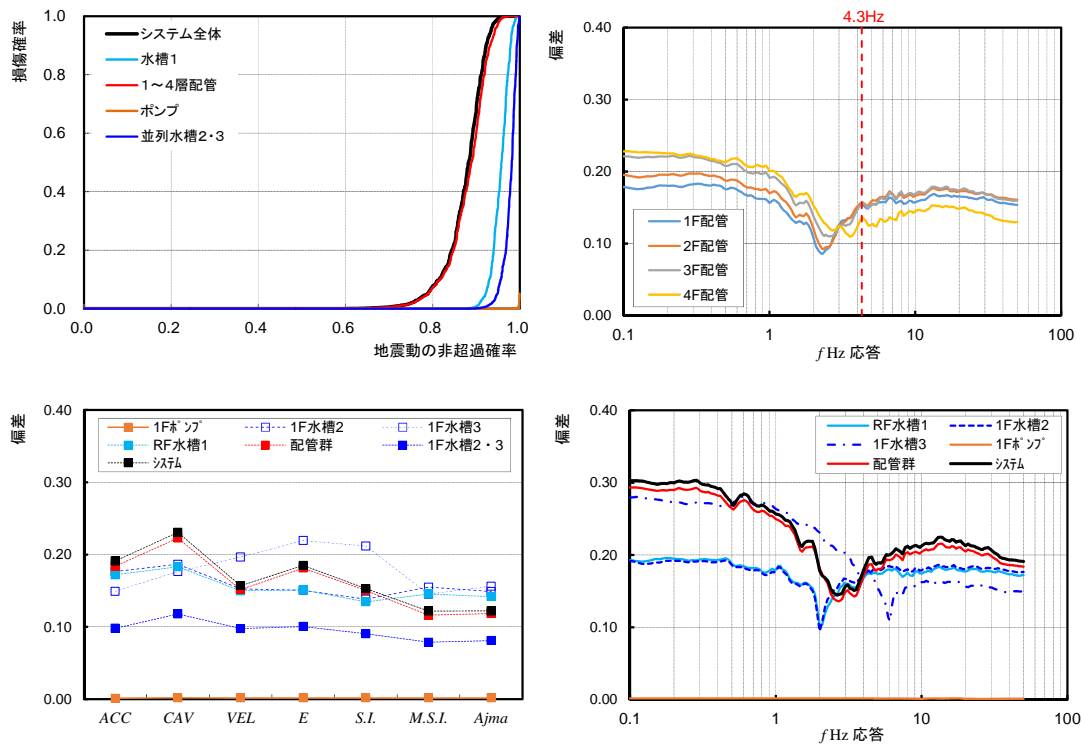 損傷確率
1.0
0.8
0.6
0.4
0.2
0.0
システム全体
水槽1
1～4層配管
ポンプ
並列水槽2・3
0.0 0.2 0.4 0.6 0.8 1.0
地震動の非超過確率
偏差
4.3Hz
0.40
0.30
0.20
0.10
0.00
1F配管
2F配管
3F配管
4F配管
0.1 1 10 100
f Hz 応答
偏差
0.40
0.30
0.20
0.10
0.00
1Fﾎﾟﾝﾌﾟ 1F水槽2 1F水槽3
RF水槽1 配管群 1F水槽2・3
ｼｽﾃﾑ
ACC CAV VEL E S.I. M.S.I. Ajma
偏差
0.40
0.30
0.20
0.10
0.00
RF水槽1 1F水槽2
1F水槽3 1Fﾎﾟﾝﾌﾟ
配管群 ｼｽﾃﾑ
0.1 1 10 100
f Hz 応答